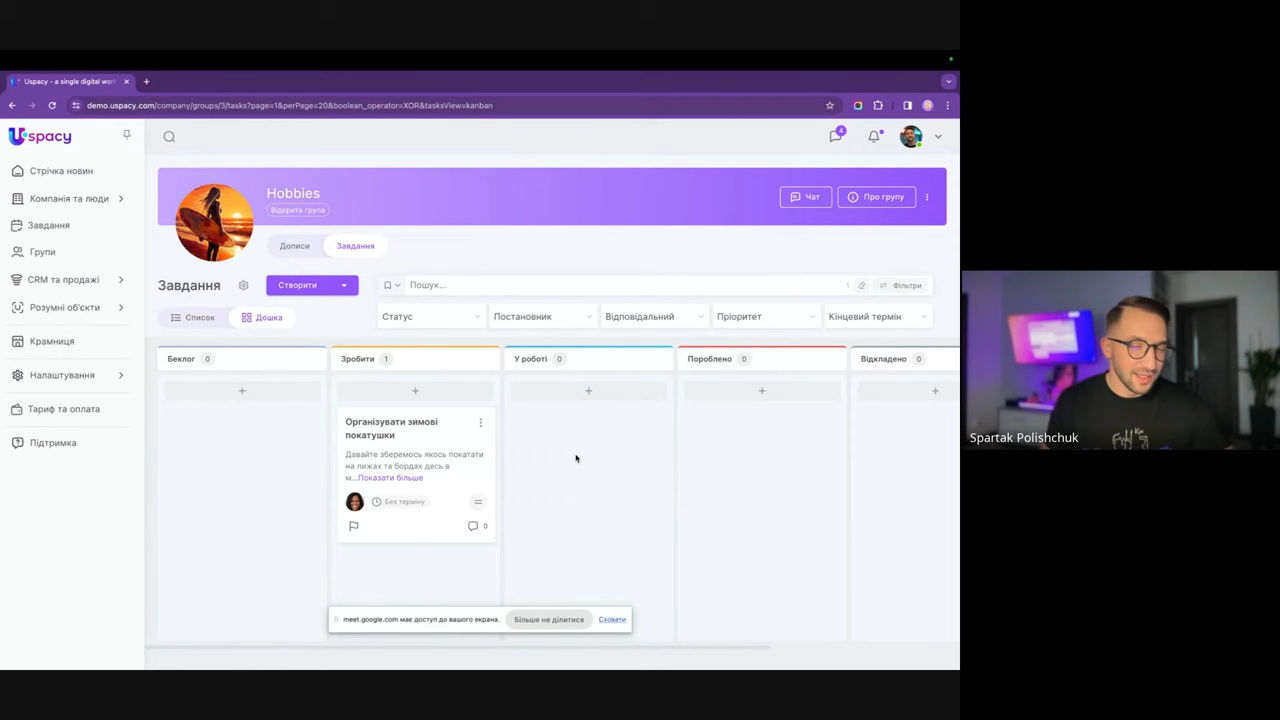 Uspacy - a single digital worl
demo.uspacy.com/company/groups/3/tasks?page=1&perPage=20&boolean_operator=XOR&tasksView=kanban
Uspacy
4
Стрічка новин
Компанія та люди
Завдання
Групи
CRM та продажі
Розумні об'єкти
Крамниця
Налаштування
Тариф та оплата
Підтримка
Hobbies
Відкрита група
Чат
Про групу
Дописи
Завдання
Завдання
Створити
Пошук...
1
Фільтри
Список
Дошка
Статус
Постановник
Відповідальний
Пріоритет
Кінцевий термін
Беклог 0
Зробити 1
У роботі 0
Пороблено 0
Відкладено 0
Організувати зимові
покатушки
Давайте зберемось якось покатати
на лижах та бордах десь в
м...Показати більше
Без терміну
0
meet.google.com має доступ до вашого екрана.
Більше не ділитися
Сховати
Spartak Polishchuk